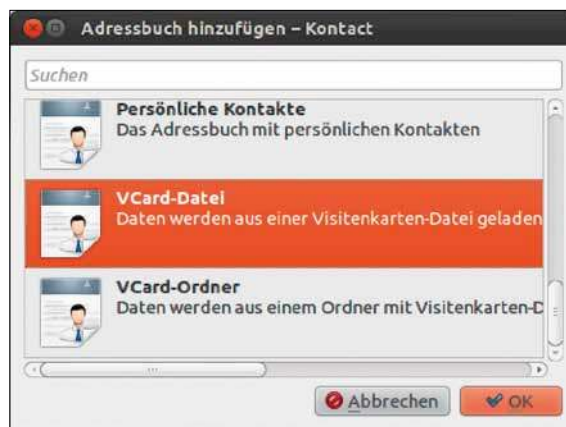 Adressbuch hinzufügen – Kontact
Suchen
Persönliche Kontakte
Das Adressbuch mit persönlichen Kontakten
VCard-Datei
Daten werden aus einer Visitenkarten-Datei geladen
VCard-Ordner
Daten werden aus einem Ordner mit Visitenkarten-D
Abbrechen
OK